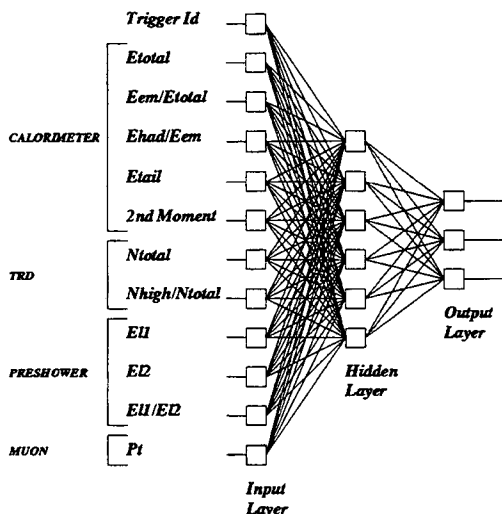 Trigger Id
Etotal
Eem/Etotal
CALORIMETER
Ehad/Eem
Etail
2nd Moment
Ntotal
TRD
Nhigh/Ntotal
El1
PRESHOWER
El2
El1/El2
MUON
Pt
Input
Layer
Hidden
Layer
Output
Layer